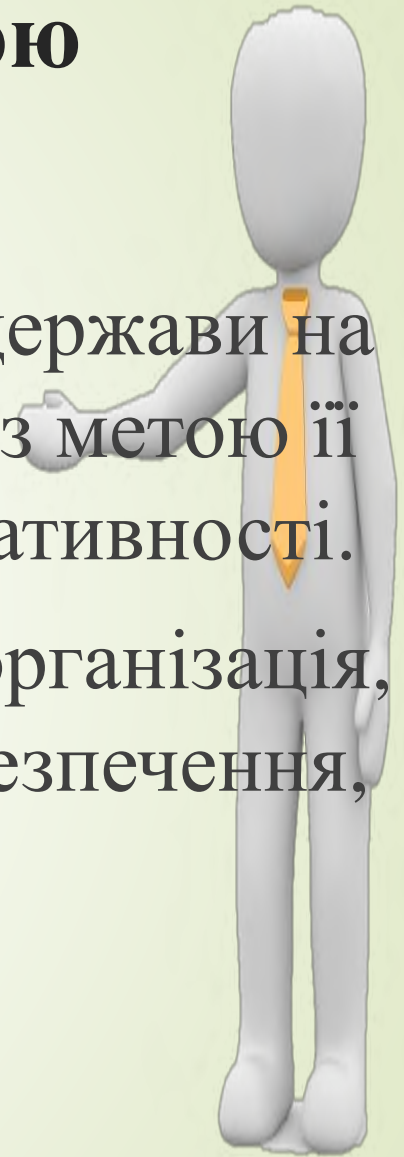 ою
держави на
з метою її
ативності.
організація,
езпечення,